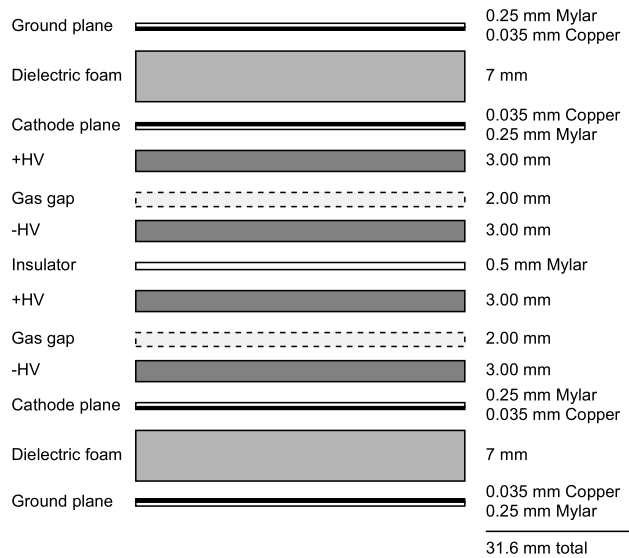 Ground plane
0.25 mm Mylar
0.035 mm Copper
Dielectric foam
7 mm
Cathode plane
0.035 mm Copper
0.25 mm Mylar
+HV
3.00 mm
Gas gap
2.00 mm
-HV
3.00 mm
Insulator
0.5 mm Mylar
+HV
3.00 mm
Gas gap
2.00 mm
-HV
3.00 mm
Cathode plane
0.25 mm Mylar
0.035 mm Copper
Dielectric foam
7 mm
Ground plane
0.035 mm Copper
0.25 mm Mylar
31.6 mm total